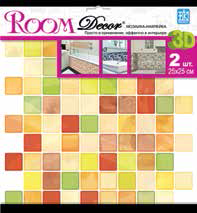 ROOM Decor
МОЗАИКА-НАКЛЕЙКА
Просто в применении, эффектно в интерьере
3D
2 шт.
25x25 см